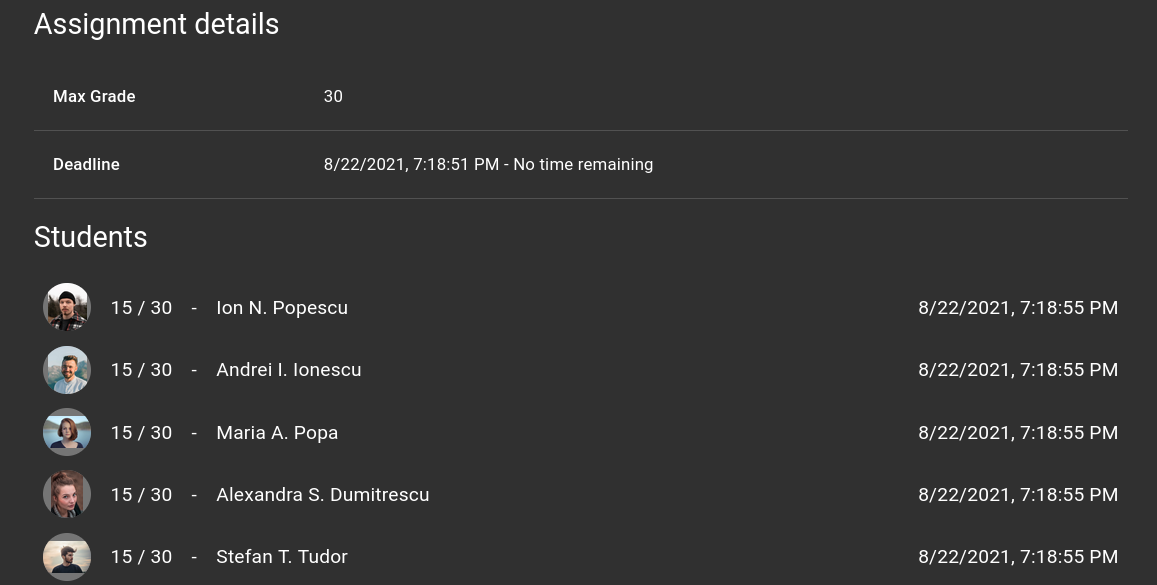 Assignment details
Max Grade 30
Deadline 8/22/2021, 7:18:51 PM - No time remaining
Students
15 / 30 - Ion N. Popescu 8/22/2021, 7:18:55 PM
15 / 30 - Andrei I. Ionescu 8/22/2021, 7:18:55 PM
15 / 30 - Maria A. Popa 8/22/2021, 7:18:55 PM
15 / 30 - Alexandra S. Dumitrescu 8/22/2021, 7:18:55 PM
15 / 30 - Stefan T. Tudor 8/22/2021, 7:18:55 PM